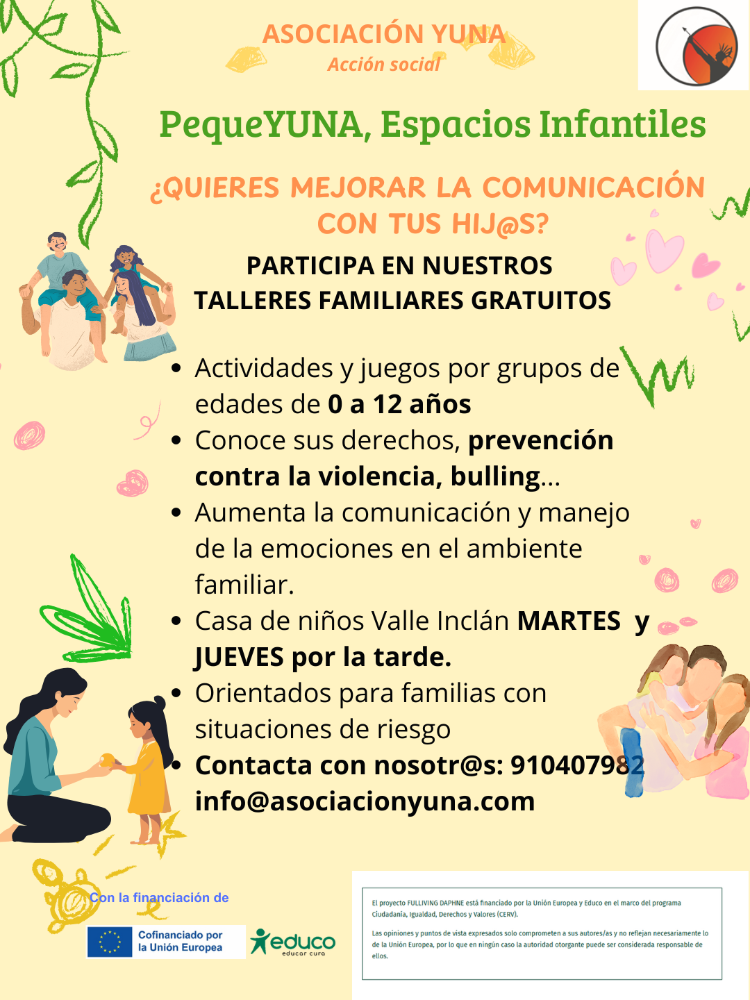 ASOCIACIÓN YUNA
Acción social
PequeYUNA, Espacios Infantiles
¿QUIERES MEJORAR LA COMUNICACIÓN
CON TUS HIJ@S?
PARTICIPA EN NUESTROS
TALLERES FAMILIARES GRATUITOS
• Actividades y juegos por grupos de
edades de 0 a 12 años
• Conoce sus derechos, prevención
contra la violencia, bulling...
• Aumenta la comunicación y manejo
de la emociones en el ambiente
familiar.
• Casa de niños Valle Inclán MARTES y
JUEVES por la tarde.
• Orientados para familias con
situaciones de riesgo
• Contacta con nosotr@s: 910407982
info@asociacionyuna.com
Con la financiación de
Cofinanciado por
la Unión Europea
educo
educar cura
El proyecto FULLIVING DAPHNE está financiado por la Unión Europea y Educo en el marco del programa
Ciudadanía, Igualdad, Derechos y Valores (CERV).
Las opiniones y puntos de vista expresados solo comprometen a sus autores/as y no reflejan necesariamente lo
de la Unión Europea, por lo que en ningún caso la autoridad otorgante puede ser considerada responsable de
ellos.